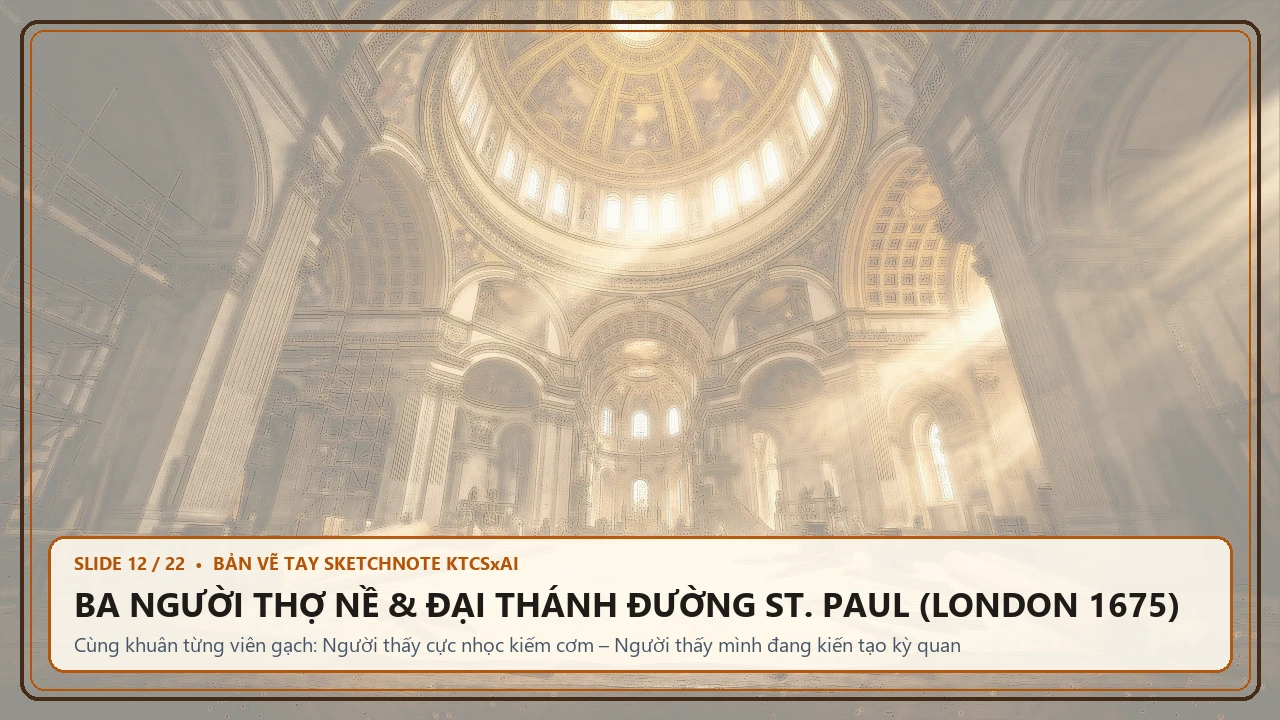 SLIDE 12 / 22 • BẢN VẼ TAY SKETCHNOTE KTCSxAI
BA NGƯỜI THỢ NỀ & ĐẠI THÁNH ĐƯỜNG ST. PAUL (LONDON 1675)
Cùng khuân từng viên gạch: Người thấy cực nhọc kiếm cơm – Người thấy mình đang kiến tạo kỳ quan